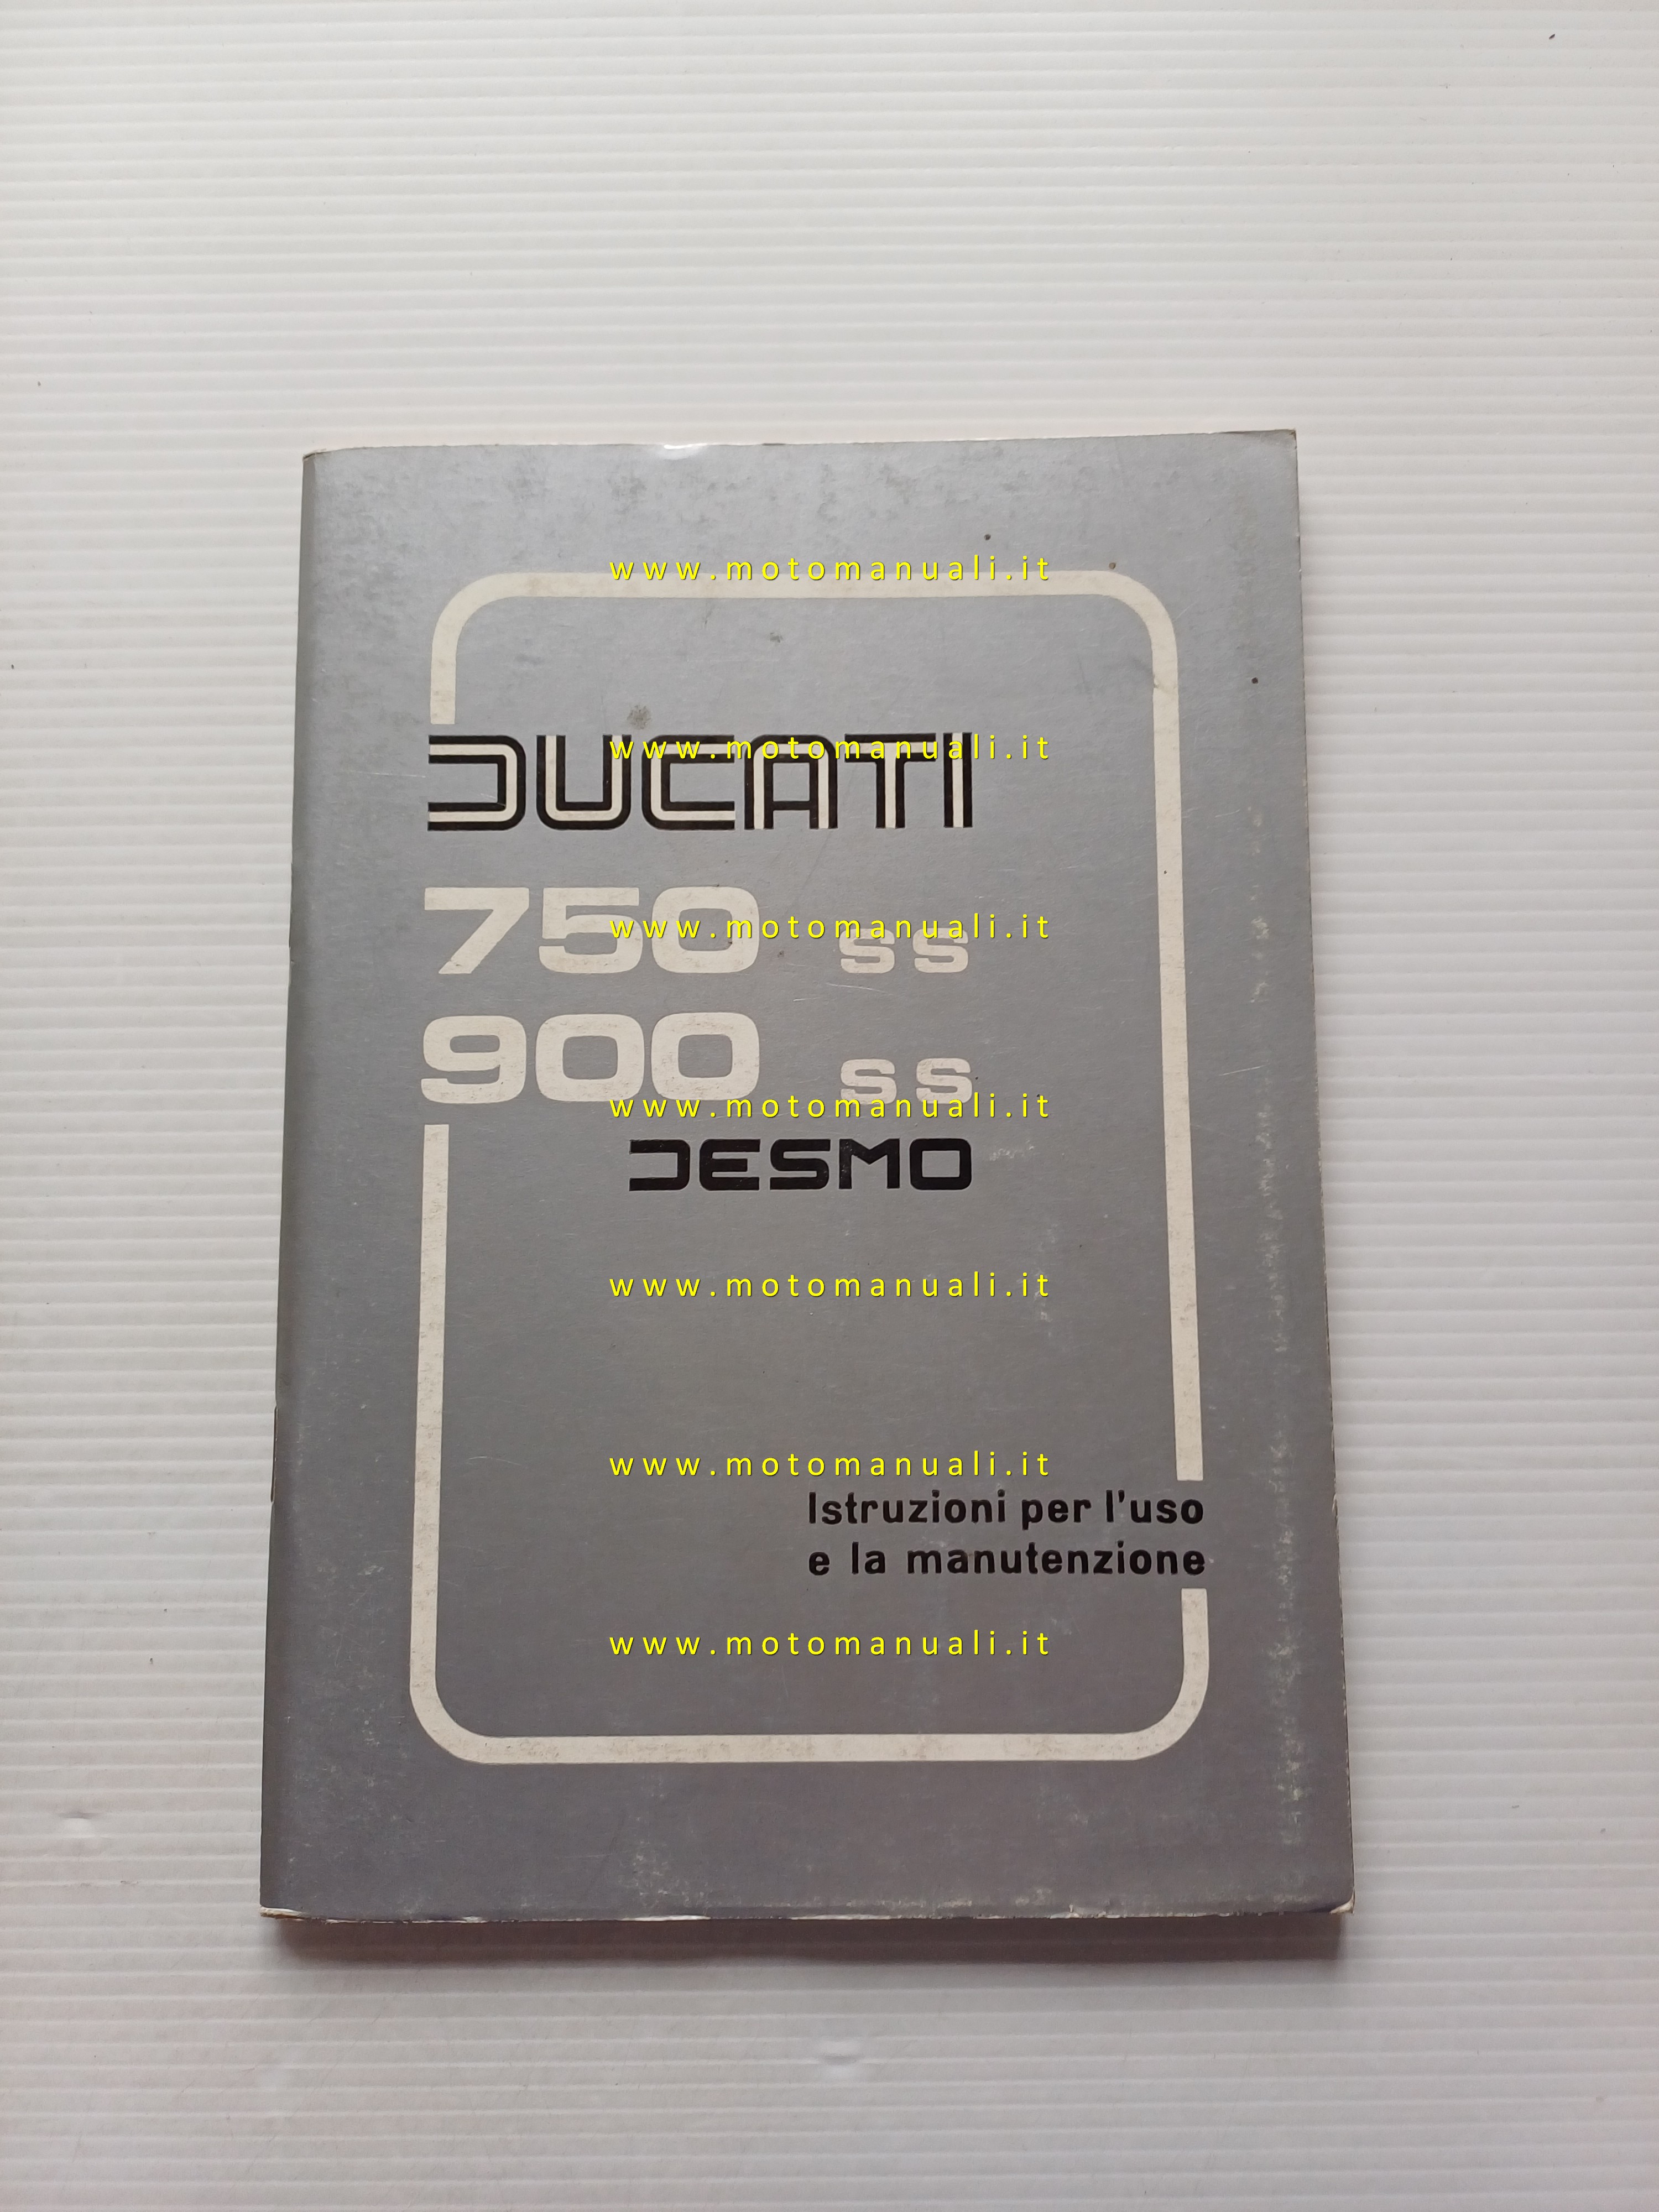 www.motomanuali.it
DUCATI
www.motomanuali.it
750 SS
www.motomanuali.it
900 SS
www.motomanuali.it
DESMO
www.motomanuali.it
www.motomanuali.it
Istruzioni per l'uso
e la manutenzione
www.motomanuali.it